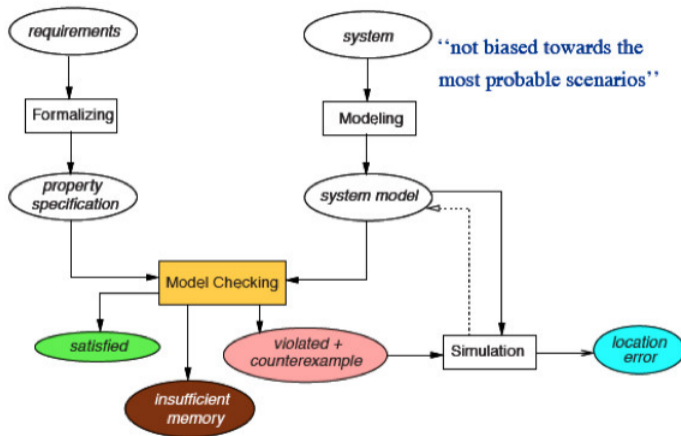 requirements
system
‘‘not biased towards the
most probable scenarios’’
Formalizing
Modeling
property
specification
system model
Model Checking
satisfied
violated +
counterexample
Simulation
location
error
insufficient
memory